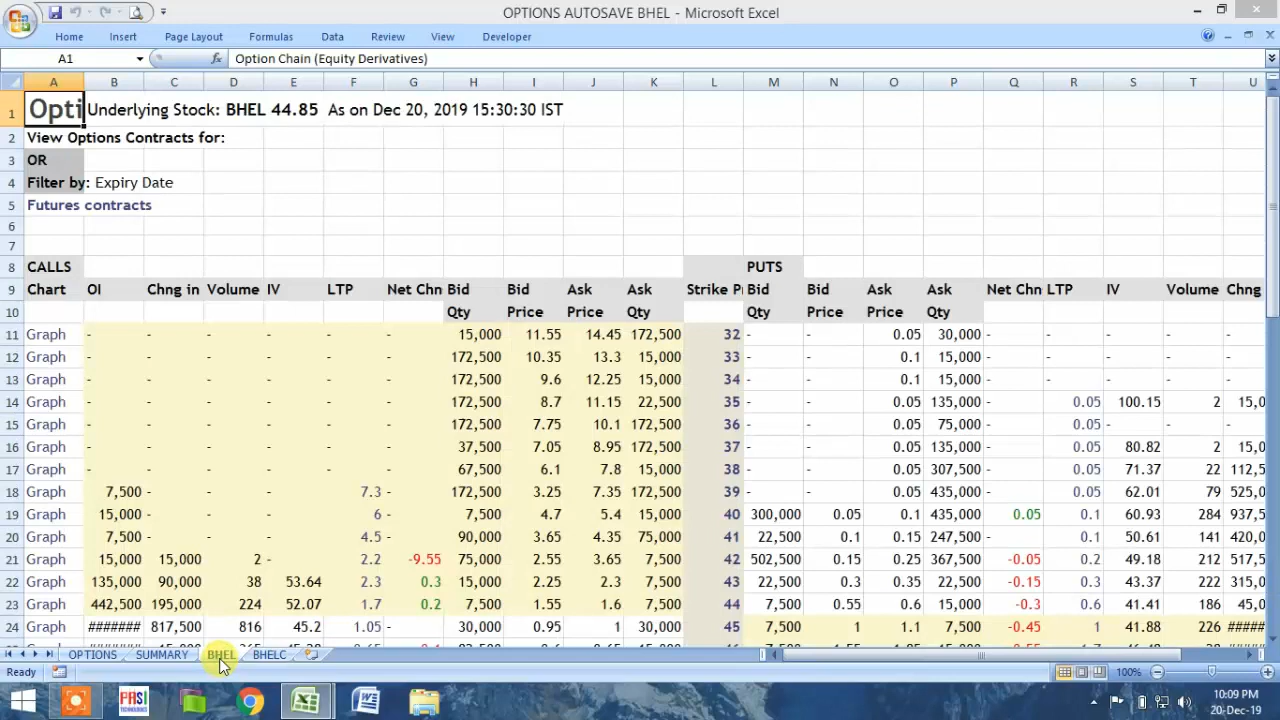 OPTIONS AUTOSAVE BHEL - Microsoft Excel
Home Insert Page Layout Formulas Data Review View Developer
A1 fx Option Chain (Equity Derivatives)
A B C D E F G H I J K L M N O P Q R S T U
1 Opti Underlying Stock: BHEL 44.85 As on Dec 20, 2019 15:30:30 IST
2 View Options Contracts for:
3 OR
4 Filter by: Expiry Date
5 Futures contracts
6
7
8 CALLS PUTS
9 Chart OI Chng in Volume IV LTP Net Chn Bid Bid Ask Ask Strike Pr Bid Bid Ask Ask Net Chn LTP IV Volume Chng
10 Qty Price Price Qty Qty Price Price Qty
11 Graph - - - - - - 15,000 11.55 14.45 172,500 32 - - 0.05 30,000 - - - - -
12 Graph - - - - - - 172,500 10.35 13.3 15,000 33 - - 0.1 15,000 - - - - -
13 Graph - - - - - - 172,500 9.6 12.25 15,000 34 - - 0.1 15,000 - - - - -
14 Graph - - - - - - 172,500 8.7 11.15 22,500 35 - - 0.05 135,000 - 0.05 100.15 2 15,0
15 Graph - - - - - - 172,500 7.75 10.1 172,500 36 - - 0.05 75,000 - 0.05 - - -
16 Graph - - - - - - 37,500 7.05 8.95 172,500 37 - - 0.05 135,000 - 0.05 80.82 2 15,0
17 Graph - - - - - - 67,500 6.1 7.8 15,000 38 - - 0.05 307,500 - 0.05 71.37 22 112,5
18 Graph 7,500 - - - 7.3 - 172,500 3.25 7.35 172,500 39 - - 0.05 435,000 - 0.05 62.01 79 525,0
19 Graph 15,000 - - - 6 - 7,500 4.7 5.4 15,000 40 300,000 0.05 0.1 435,000 0.05 0.1 60.93 284 937,5
20 Graph 7,500 - - - 4.5 - 90,000 3.65 4.35 75,000 41 22,500 0.1 0.15 247,500 - 0.1 50.61 141 420,0
21 Graph 15,000 15,000 2 - 2.2 -9.55 75,000 2.55 3.65 7,500 42 502,500 0.15 0.25 367,500 -0.05 0.2 49.18 212 517,5
22 Graph 135,000 90,000 38 53.64 2.3 0.3 15,000 2.25 2.3 7,500 43 22,500 0.3 0.35 22,500 -0.15 0.3 43.37 222 315,0
23 Graph 442,500 195,000 224 52.07 1.7 0.2 7,500 1.55 1.6 7,500 44 7,500 0.55 0.6 15,000 -0.3 0.6 41.41 186 45,0
24 Graph ####### 817,500 816 45.2 1.05 - 30,000 0.95 1 30,000 45 7,500 1 1.1 7,500 -0.45 1 41.88 226 #####
OPTIONS SUMMARY BHEL BHELC
Ready 100%
PASI TECHNOLOGIES
10:09 PM
20-Dec-19